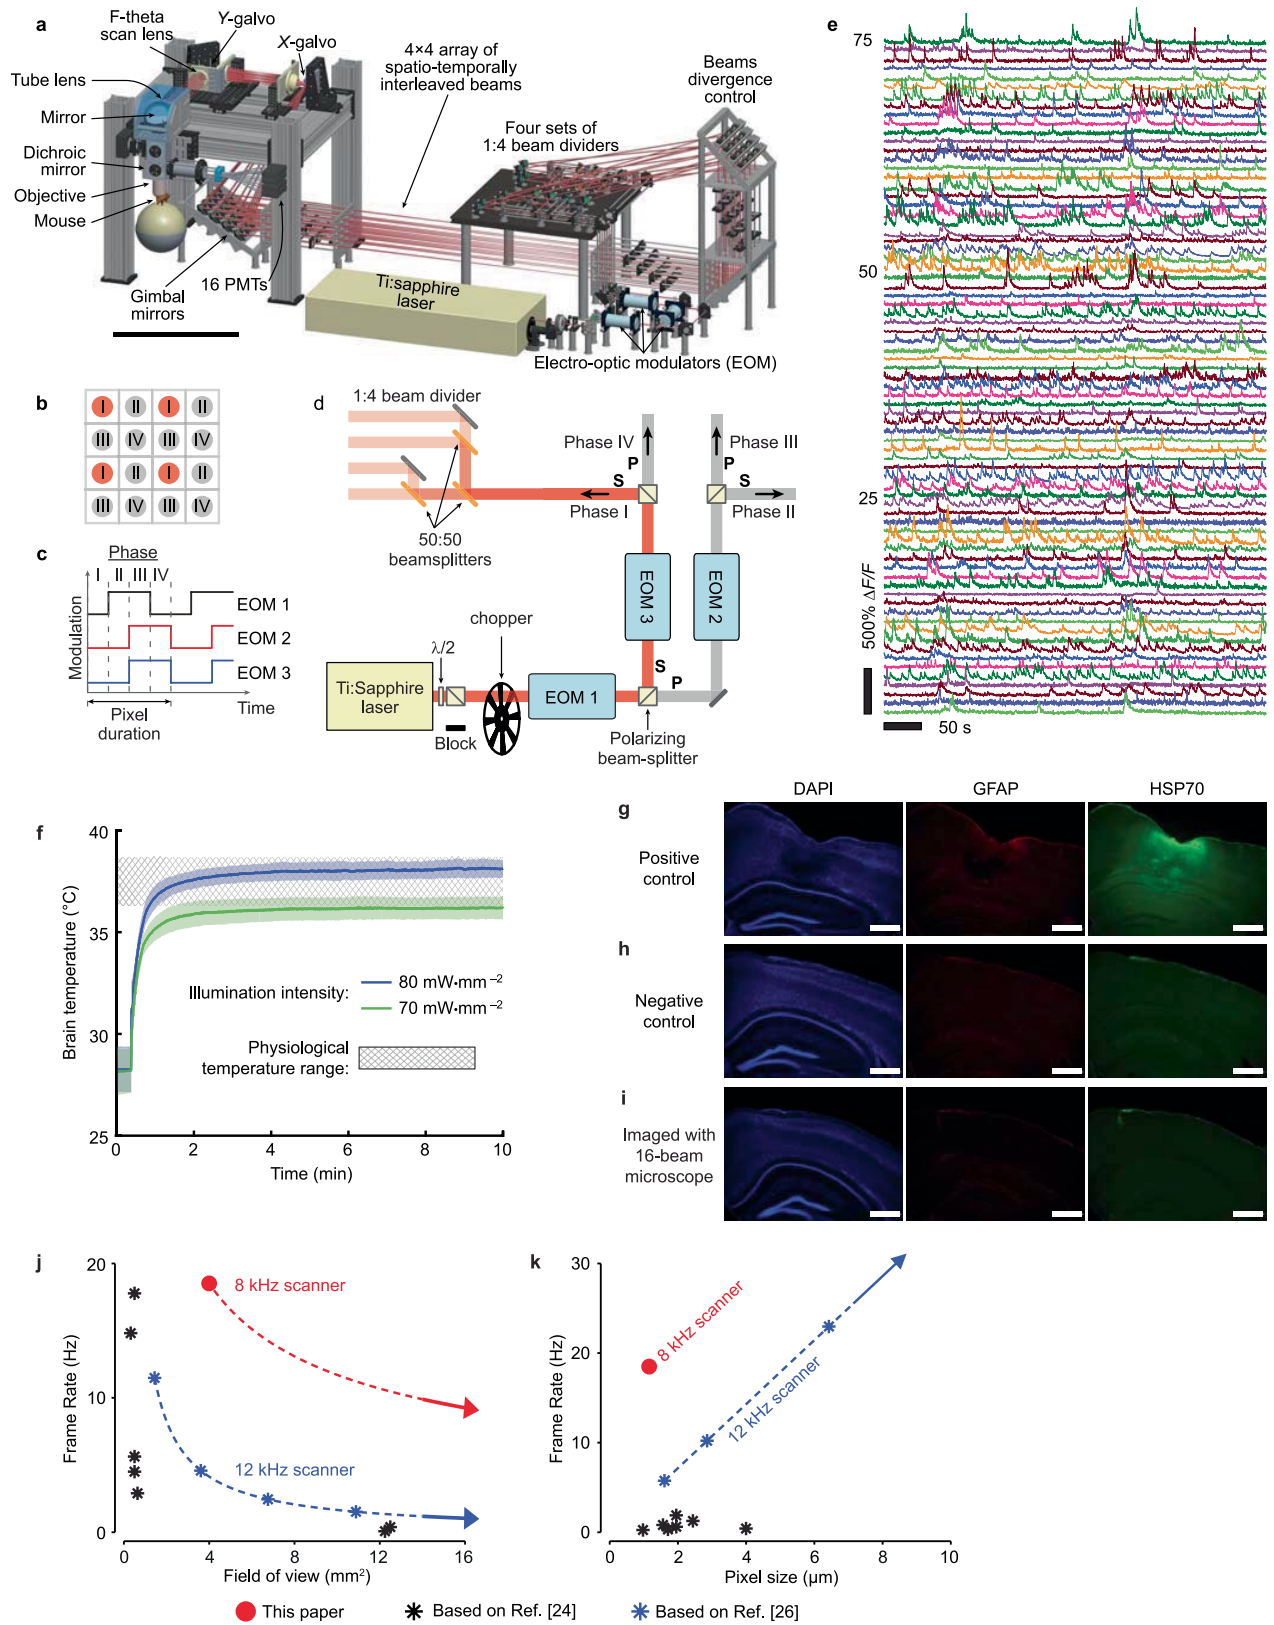 a
F-theta
scan lens
Y-galvo
X-galvo
Tube lens
Mirror
Dichroic
mirror
Objective
Mouse
4×4 array of
spatio-temporally
interleaved beams
Beams
divergence
control
Four sets of
1:4 beam dividers
16 PMTs
Gimbal
mirrors
Ti:sapphire
laser
Electro-optic modulators (EOM)
e
75
50
25
500% ΔF/F
50 s
b
I II I II
III IV III IV
I II I II
III IV III IV
c
Phase
I II III IV
Modulation
EOM 1
EOM 2
EOM 3
Time
Pixel
duration
d
1:4 beam divider
50:50
beamsplitters
Phase IV
P
S
Phase I
Phase III
P
S
Phase II
EOM 3
EOM 2
S
P
chopper
λ/2
Ti:Sapphire
laser
EOM 1
Block
Polarizing
beam-splitter
f
40
35
30
25
Brain temperature (°C)
Illumination intensity:
80 mW·mm−2
70 mW·mm−2
Physiological
temperature range:
0 2 4 6 8 10
Time (min)
DAPI GFAP HSP70
g
Positive
control
h
Negative
control
i
Imaged with
16-beam
microscope
j
20
10
0
Frame Rate (Hz)
8 kHz scanner
12 kHz scanner
0 4 8 12 16
Field of view (mm2)
k
30
20
10
0
Frame Rate (Hz)
8 kHz scanner
12 kHz scanner
0 2 4 6 8 10
Pixel size (μm)
This paper
Based on Ref. [24]
Based on Ref. [26]